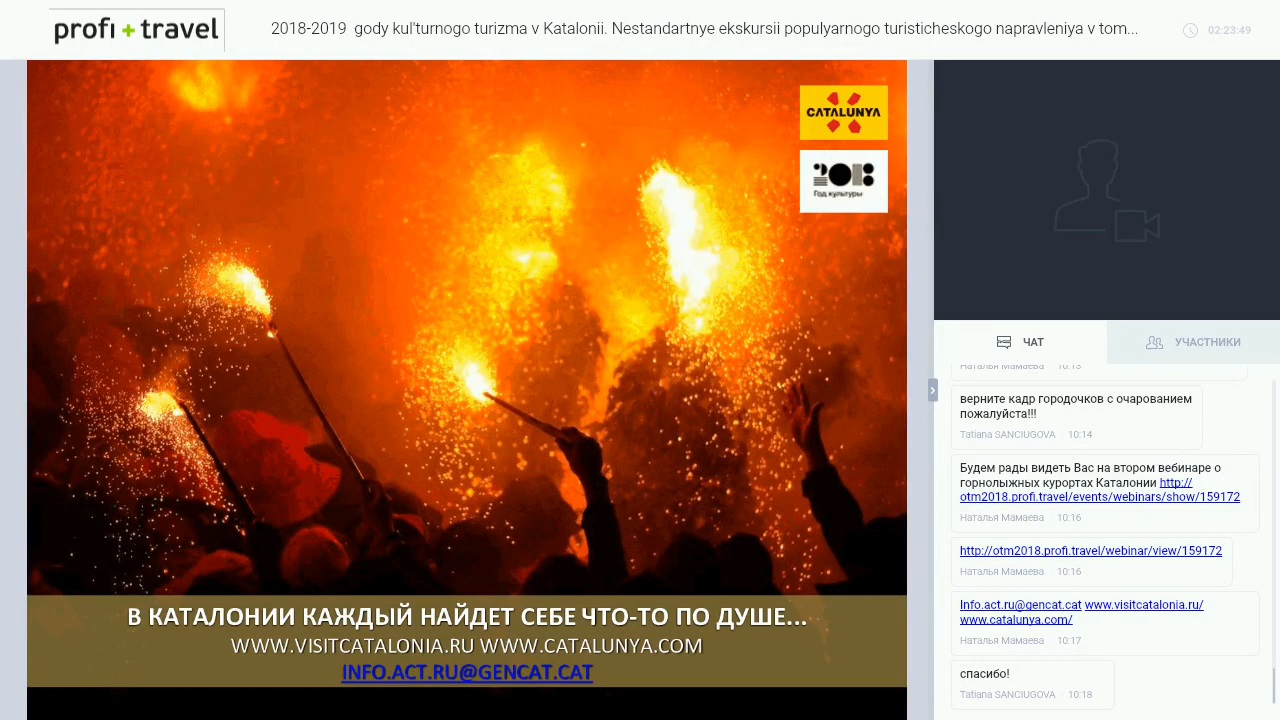 profi + travel
2018-2019 gody kul'turnogo turizma v Katalonii. Nestandartnye ekskursii populyarnogo turisticheskogo napravleniya v tom...
02:23:49
CATALUNYA
2018
Год культуры
В КАТАЛОНИИ КАЖДЫЙ НАЙДЕТ СЕБЕ ЧТО-ТО ПО ДУШЕ...
WWW.VISITCATALONIA.RU WWW.CATALUNYA.COM
INFO.ACT.RU@GENCAT.CAT
ЧАТ
УЧАСТНИКИ
Наталья Мамаева 10:13
верните кадр городочков с очарованием
пожалуйста!!!
Tatiana SANCIUGOVA 10:14
Будем рады видеть Вас на втором вебинаре о
горнолыжных курортах Каталонии http://
otm2018.profi.travel/events/webinars/show/159172
Наталья Мамаева 10:16
http://otm2018.profi.travel/webinar/view/159172
Наталья Мамаева 10:16
Info.act.ru@gencat.cat www.visitcatalonia.ru/
www.catalunya.com/
Наталья Мамаева 10:17
спасибо!
Tatiana SANCIUGOVA 10:18